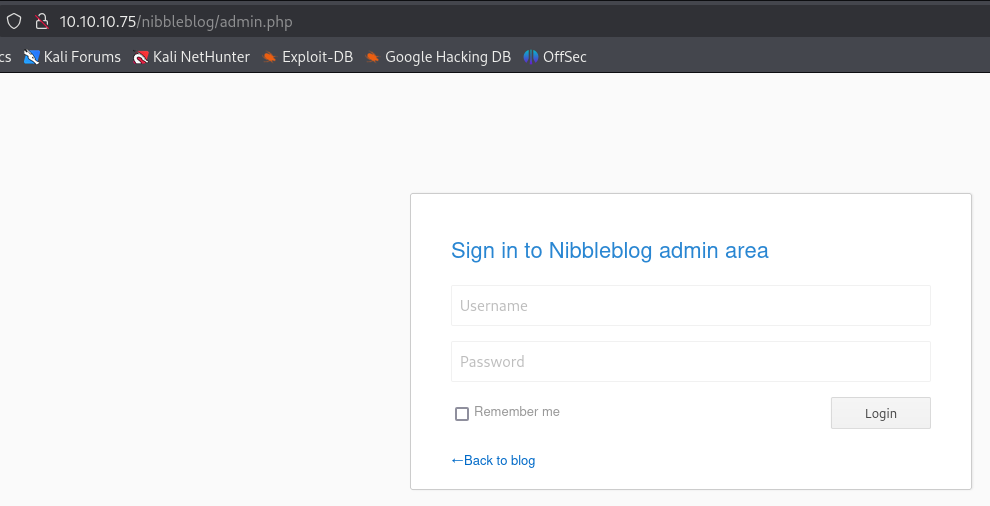 10.10.10.75/nibbleblog/admin.php
cs Kali Forums Kali NetHunter Exploit-DB Google Hacking DB OffSec
Sign in to Nibbleblog admin area
Username
Password
Remember me Login
←Back to blog